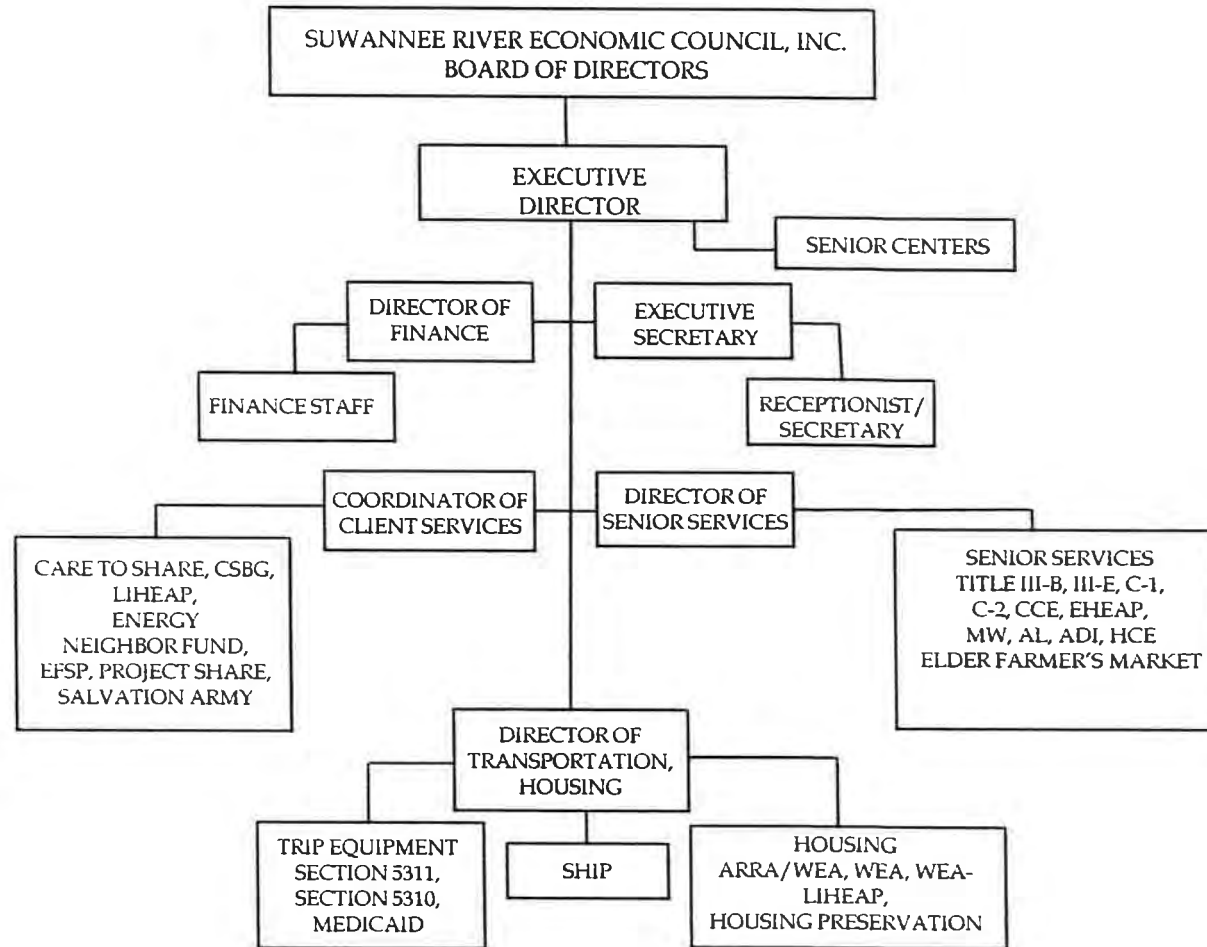 SUWANNEE RIVER ECONOMIC COUNCIL, INC.
BOARD OF DIRECTORS
EXECUTIVE
DIRECTOR
SENIOR CENTERS
DIRECTOR OF
FINANCE
EXECUTIVE
SECRETARY
FINANCE STAFF
RECEPTIONIST/
SECRETARY
COORDINATOR OF
CLIENT SERVICES
DIRECTOR OF
SENIOR SERVICES
CARE TO SHARE, CSBG,
LIHEAP,
ENERGY
NEIGHBOR FUND,
EFSP, PROJECT SHARE,
SALVATION ARMY
SENIOR SERVICES
TITLE III-B, III-E, C-1,
C-2, CCE, EHEAP,
MW, AL, ADI, HCE
ELDER FARMER'S MARKET
DIRECTOR OF
TRANSPORTATION,
HOUSING
TRIP EQUIPMENT
SECTION 5311,
SECTION 5310,
MEDICAID
SHIP
HOUSING
ARRA/WEA, WEA, WEA-
LIHEAP,
HOUSING PRESERVATION